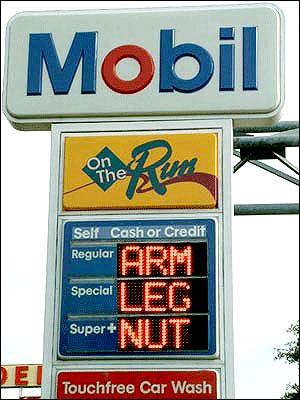 Mobil
On
The Run
Self Cash or Credit
Regular ARM
Special LEG
Super+ NUT
Touchfree Car Wash